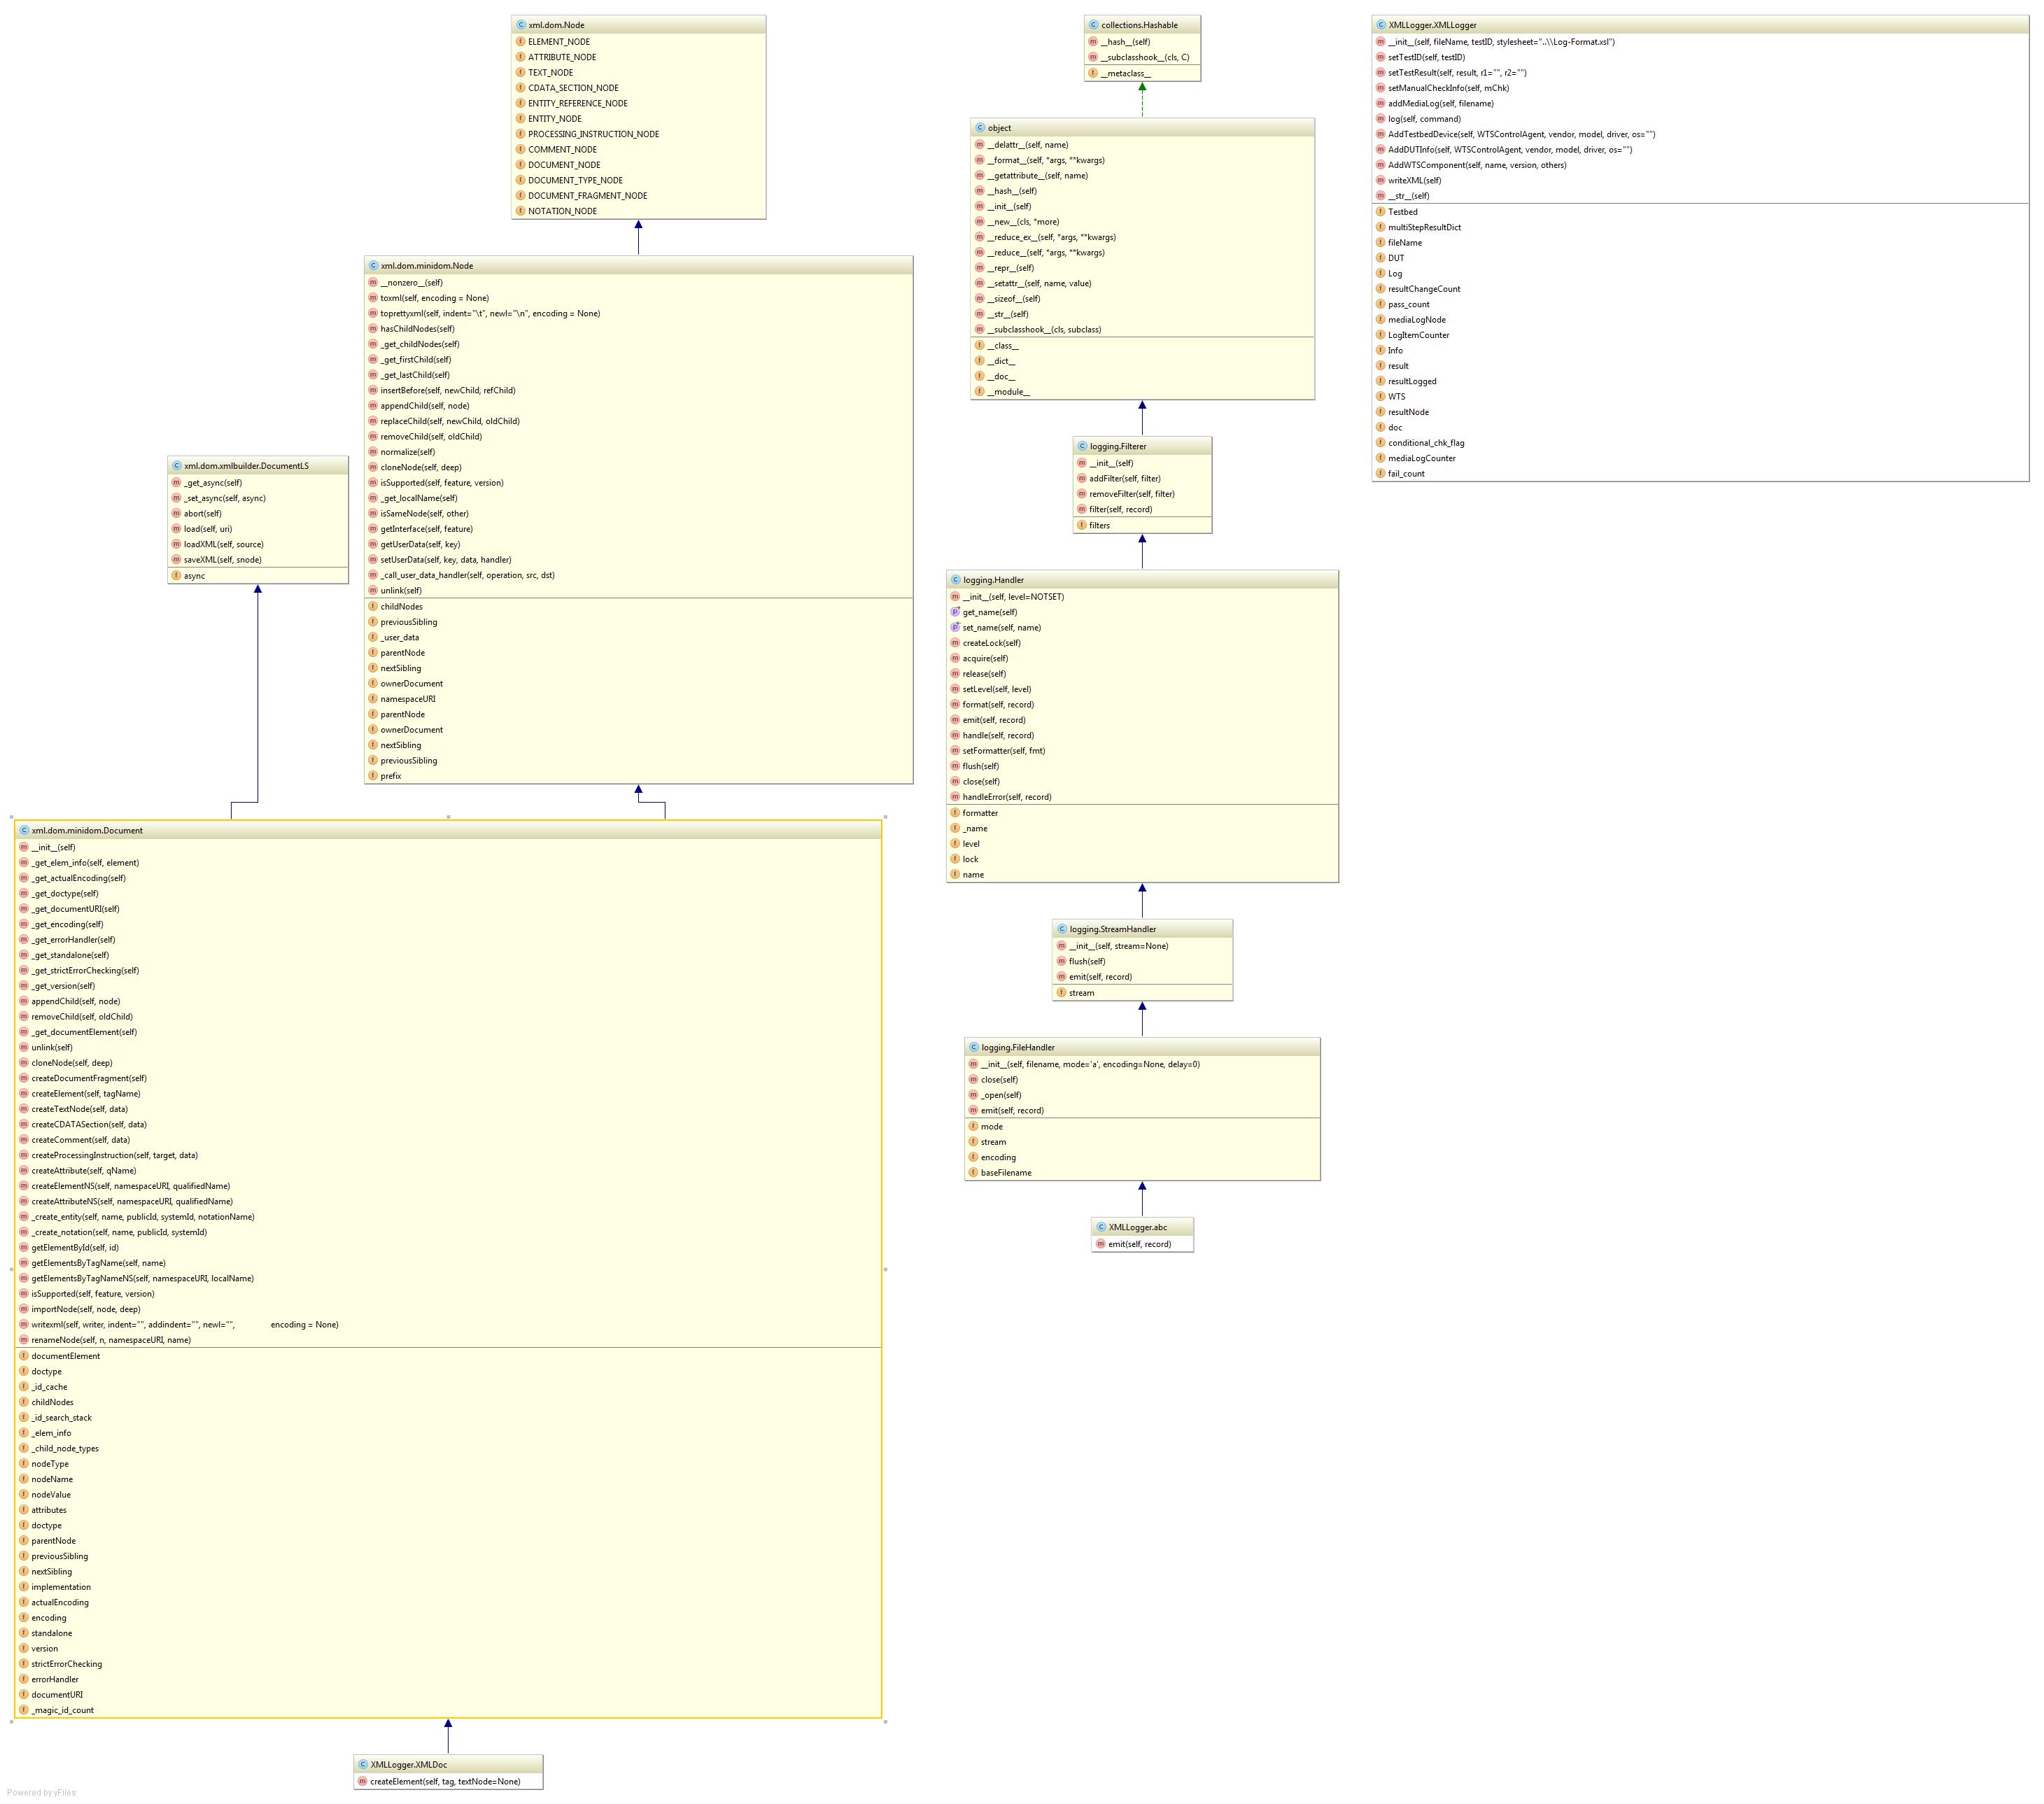 xml.dom.Node
ELEMENT_NODE
ATTRIBUTE_NODE
TEXT_NODE
CDATA_SECTION_NODE
ENTITY_REFERENCE_NODE
ENTITY_NODE
PROCESSING_INSTRUCTION_NODE
COMMENT_NODE
DOCUMENT_NODE
DOCUMENT_TYPE_NODE
DOCUMENT_FRAGMENT_NODE
NOTATION_NODE
xml.dom.minidom.Node
__nonzero__(self)
toxml(self, encoding = None)
toprettyxml(self, indent="\t", newl="\n", encoding = None)
hasChildNodes(self)
_get_childNodes(self)
_get_firstChild(self)
_get_lastChild(self)
insertBefore(self, newChild, refChild)
appendChild(self, node)
replaceChild(self, newChild, oldChild)
removeChild(self, oldChild)
normalize(self)
cloneNode(self, deep)
isSupported(self, feature, version)
_get_localName(self)
isSameNode(self, other)
getInterface(self, feature)
getUserData(self, key)
setUserData(self, key, data, handler)
_call_user_data_handler(self, operation, src, dst)
unlink(self)
childNodes
previousSibling
_user_data
parentNode
nextSibling
ownerDocument
namespaceURI
parentNode
ownerDocument
nextSibling
previousSibling
prefix
xml.dom.xmlbuilder.DocumentLS
_get_async(self)
_set_async(self, async)
abort(self)
load(self, uri)
loadXML(self, source)
saveXML(self, snode)
async
xml.dom.minidom.Document
__init__(self)
_get_elem_info(self, element)
_get_actualEncoding(self)
_get_doctype(self)
_get_documentURI(self)
_get_encoding(self)
_get_errorHandler(self)
_get_standalone(self)
_get_strictErrorChecking(self)
_get_version(self)
appendChild(self, node)
removeChild(self, oldChild)
_get_documentElement(self)
unlink(self)
cloneNode(self, deep)
createDocumentFragment(self)
createElement(self, tagName)
createTextNode(self, data)
createCDATASection(self, data)
createComment(self, data)
createProcessingInstruction(self, target, data)
createAttribute(self, qName)
createElementNS(self, namespaceURI, qualifiedName)
createAttributeNS(self, namespaceURI, qualifiedName)
_create_entity(self, name, publicId, systemId, notationName)
_create_notation(self, name, publicId, systemId)
getElementById(self, id)
getElementsByTagName(self, name)
getElementsByTagNameNS(self, namespaceURI, localName)
isSupported(self, feature, version)
importNode(self, node, deep)
writexml(self, writer, indent="", addindent="", newl="", encoding = None)
renameNode(self, n, namespaceURI, name)
documentElement
doctype
_id_cache
childNodes
_id_search_stack
_elem_info
_child_node_types
nodeType
nodeName
nodeValue
attributes
doctype
parentNode
previousSibling
nextSibling
implementation
actualEncoding
encoding
standalone
version
strictErrorChecking
errorHandler
documentURI
_magic_id_count
XMLLogger.XMLDoc
createElement(self, tag, textNode=None)
collections.Hashable
__hash__(self)
__subclasshook__(cls, C)
__metaclass__
object
__delattr__(self, name)
__format__(self, *args, **kwargs)
__getattribute__(self, name)
__hash__(self)
__init__(self)
__new__(cls, *more)
__reduce_ex__(self, *args, **kwargs)
__reduce__(self, *args, **kwargs)
__repr__(self)
__setattr__(self, name, value)
__sizeof__(self)
__str__(self)
__subclasshook__(cls, subclass)
__class__
__dict__
__doc__
__module__
logging.Filterer
__init__(self)
addFilter(self, filter)
removeFilter(self, filter)
filter(self, record)
filters
logging.Handler
__init__(self, level=NOTSET)
get_name(self)
set_name(self, name)
createLock(self)
acquire(self)
release(self)
setLevel(self, level)
format(self, record)
emit(self, record)
handle(self, record)
setFormatter(self, fmt)
flush(self)
close(self)
handleError(self, record)
formatter
_name
level
lock
name
logging.StreamHandler
__init__(self, stream=None)
flush(self)
emit(self, record)
stream
logging.FileHandler
__init__(self, filename, mode='a', encoding=None, delay=0)
close(self)
_open(self)
emit(self, record)
mode
stream
encoding
baseFilename
XMLLogger.abc
emit(self, record)
XMLLogger.XMLLogger
__init__(self, fileName, testID, stylesheet="..\\Log-Format.xsl")
setTestID(self, testID)
setTestResult(self, result, r1="", r2="")
setManualCheckInfo(self, mChk)
addMediaLog(self, filename)
log(self, command)
AddTestbedDevice(self, WTSControlAgent, vendor, model, driver, os="")
AddDUTInfo(self, WTSControlAgent, vendor, model, driver, os="")
AddWTSComponent(self, name, version, others)
writeXML(self)
__str__(self)
Testbed
multiStepResultDict
fileName
DUT
Log
resultChangeCount
pass_count
mediaLogNode
LogItemCounter
Info
result
resultLogged
WTS
resultNode
doc
conditional_chk_flag
mediaLogCounter
fail_count
Powered by yFiles